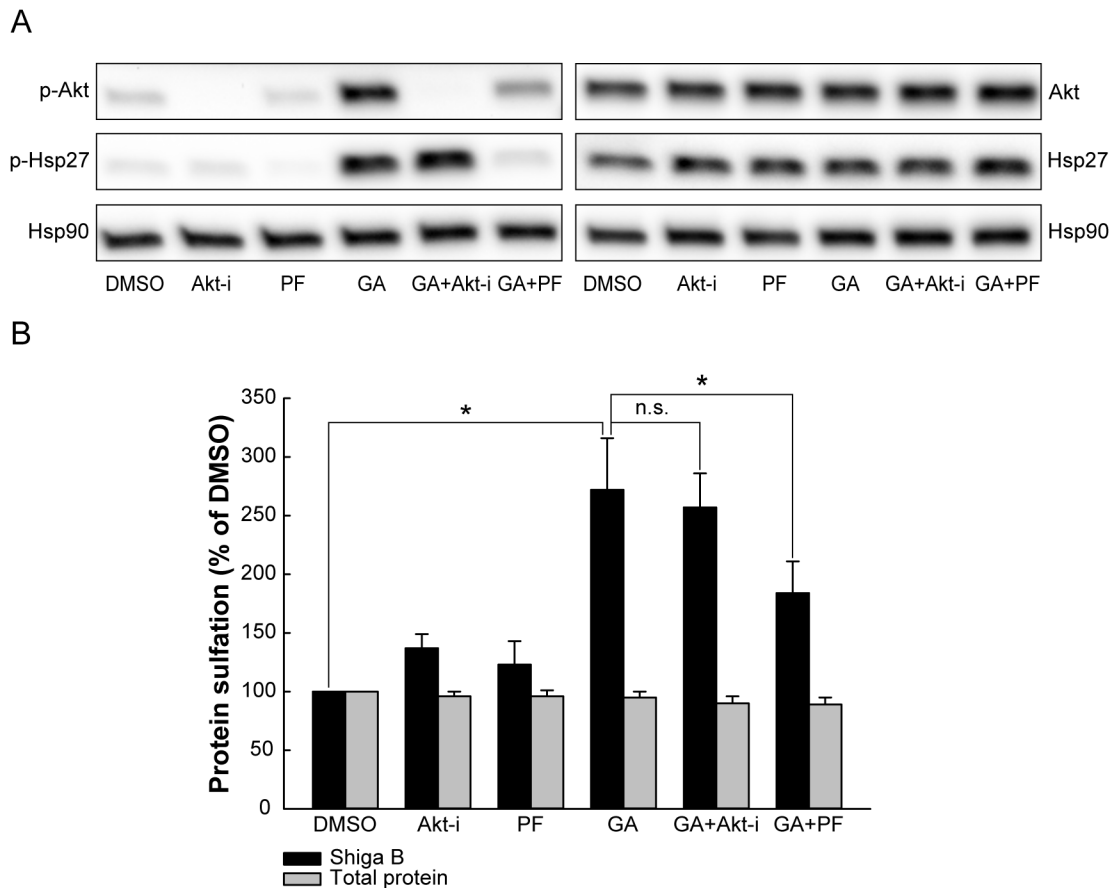 A
p-Akt
Akt
p-Hsp27
Hsp27
Hsp90
Hsp90
DMSO Akt-i PF GA GA+Akt-i GA+PF DMSO Akt-i PF GA GA+Akt-i GA+PF
B
Protein sulfation (% of DMSO)
350
300
250
200
150
100
50
0
*
n.s.
*
DMSO Akt-i PF GA GA+Akt-i GA+PF
Shiga B
Total protein